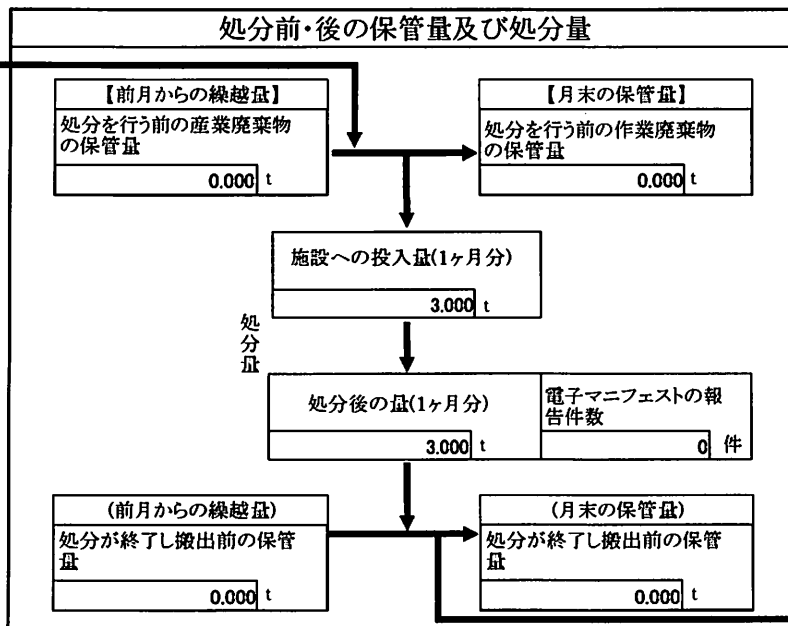 処分前・後の保管量及び処分量
【前月からの繰越量】
処分を行う前の産業廃棄物
の保管量
0.000 t
【月末の保管量】
処分を行う前の作業廃棄物
の保管量
0.000 t
施設への投入量(1ヶ月分)
3.000 t
処分量
処分後の量(1ヶ月分)
3.000 t
電子マニフェストの報
告件数
0 件
(前月からの繰越量)
処分が終了し搬出前の保管
量
0.000 t
(月末の保管量)
処分が終了し搬出前の保管
量
0.000 t